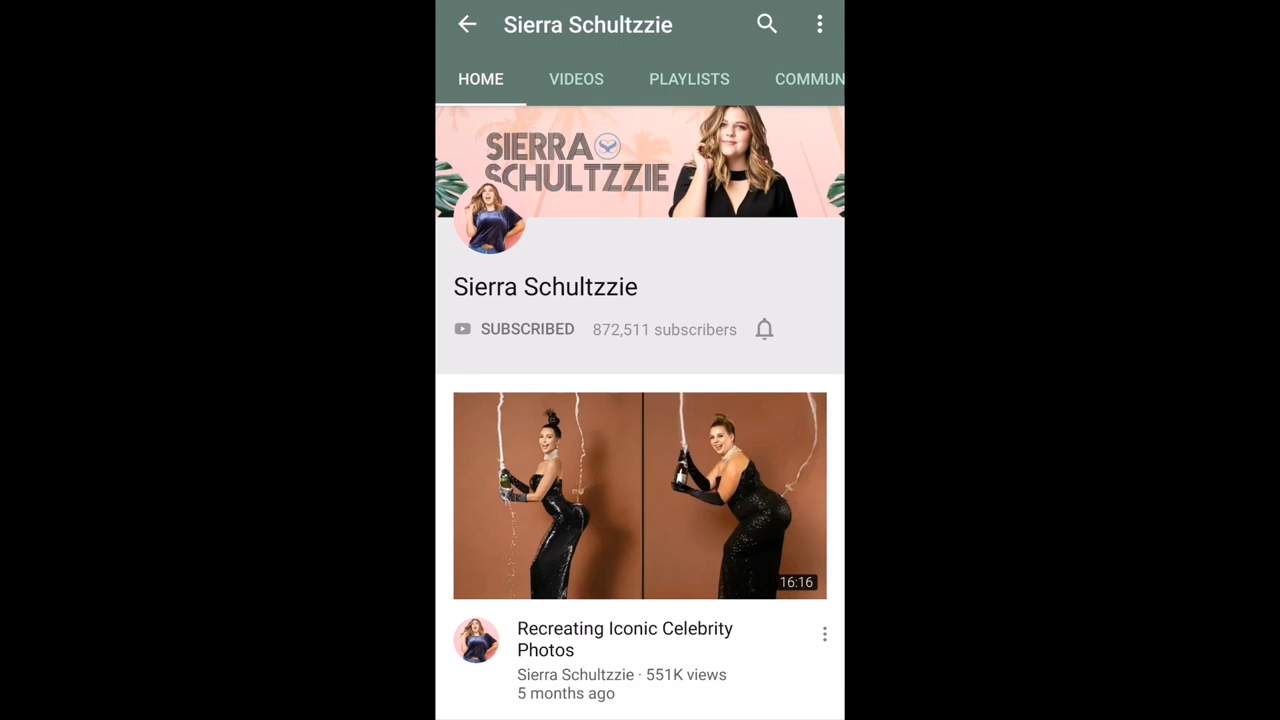 Sierra Schultzzie
HOME VIDEOS PLAYLISTS COMMUN
SIERRA
SCHULTZZIE
Sierra Schultzzie
SUBSCRIBED 872,511 subscribers
16:16
Recreating Iconic Celebrity
Photos
Sierra Schultzzie · 551K views
5 months ago